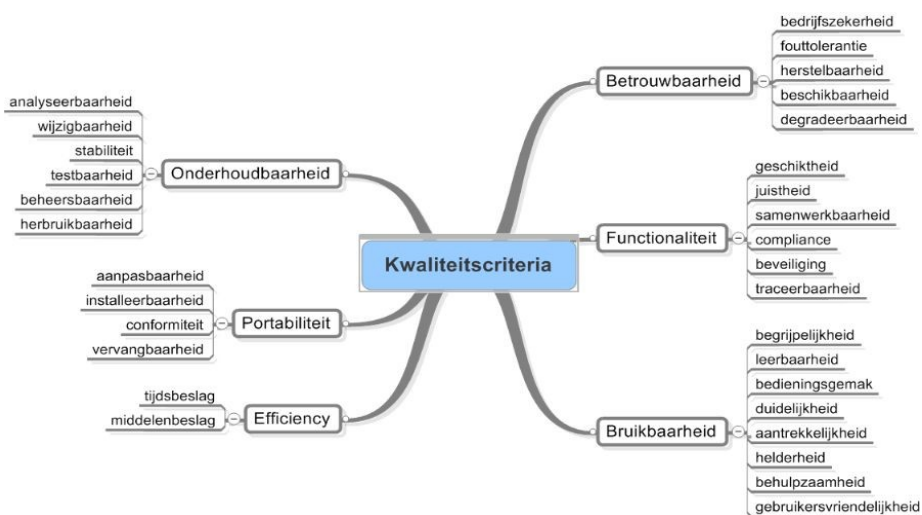 Kwaliteitscriteria
Betrouwbaarheid
bedrijfszekerheid
fouttolerantie
herstelbaarheid
beschikbaarheid
degradeerbaarheid
Functionaliteit
geschiktheid
juistheid
samenwerkbaarheid
compliance
beveiliging
traceerbaarheid
Bruikbaarheid
begrijpelijkheid
leerbaarheid
bedieningsgemak
duidelijkheid
aantrekkelijkheid
helderheid
behulpzaamheid
gebruikersvriendelijkheid
Onderhoudbaarheid
analyseerbaarheid
wijzigbaarheid
stabiliteit
testbaarheid
beheersbaarheid
herbruikbaarheid
Portabiliteit
aanpasbaarheid
installeerbaarheid
conformiteit
vervangbaarheid
Efficiency
tijdsbeslag
middelenbeslag